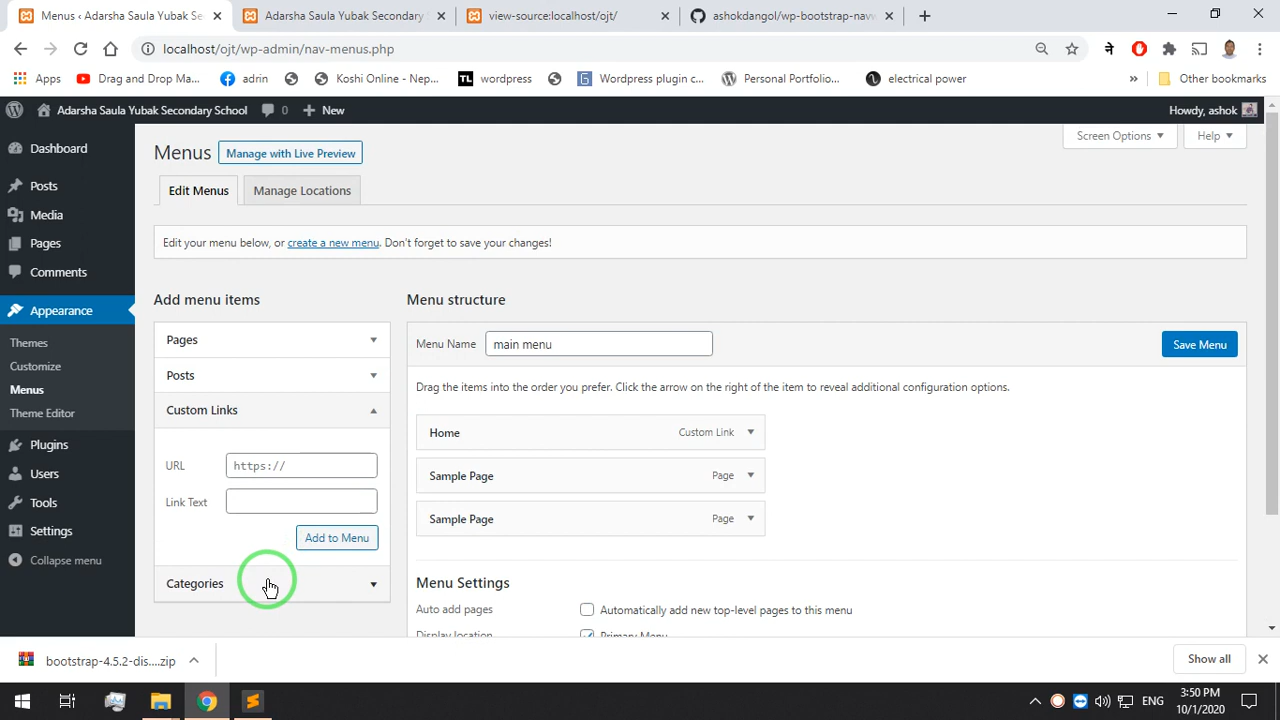 Menus ‹ Adarsha Saula Yubak Se
Adarsha Saula Yubak Secondary
view-source:localhost/ojt/
ashokdangol/wp-bootstrap-nav
localhost/ojt/wp-admin/nav-menus.php
ने
Apps
Drag and Drop Ma...
adrin
Koshi Online - Nep...
TL
wordpress
Wordpress plugin c...
Personal Portfolio...
electrical power
»
Other bookmarks
Adarsha Saula Yubak Secondary School
0
New
Howdy, ashok
Dashboard
Posts
Media
Pages
Comments
Appearance
Themes
Customize
Menus
Theme Editor
Plugins
Users
Tools
Settings
Collapse menu
Screen Options
Help
Menus
Manage with Live Preview
Edit Menus
Manage Locations
Edit your menu below, or create a new menu. Don't forget to save your changes!
Add menu items
Pages
Posts
Custom Links
URL
https://
Link Text
Add to Menu
Categories
Menu structure
Menu Name
main menu
Save Menu
Drag the items into the order you prefer. Click the arrow on the right of the item to reveal additional configuration options.
Home
Custom Link
Sample Page
Page
Sample Page
Page
Menu Settings
Auto add pages
Automatically add new top-level pages to this menu
Display location
Primary Menu
bootstrap-4.5.2-dis....zip
Show all
ENG
3:50 PM
10/1/2020